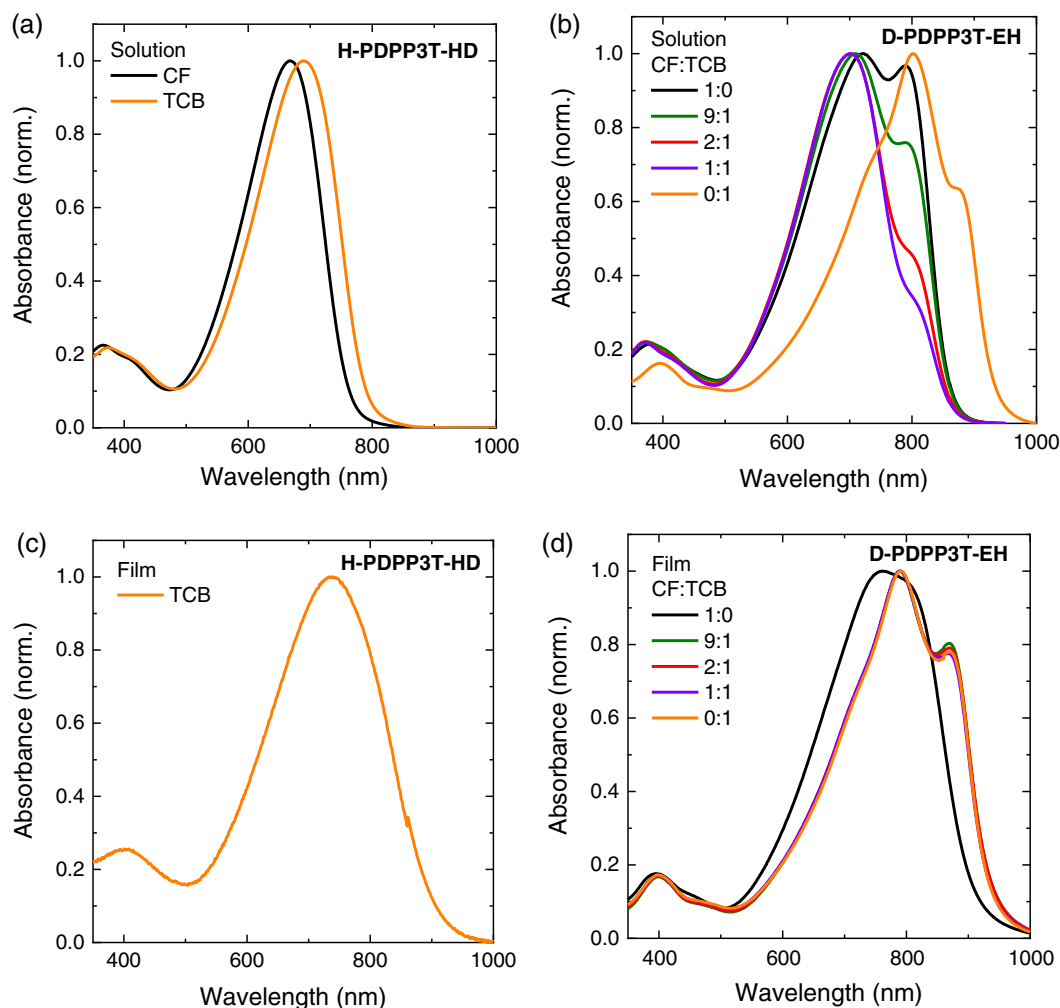 (a)
H-PDPP3T-HD
Solution
CF
TCB
1.0
0.8
0.6
0.4
0.2
0.0
400
600
800
1000
Absorbance (norm.)
Wavelength (nm)
(b)
D-PDPP3T-EH
Solution
CF:TCB
1:0
9:1
2:1
1:1
0:1
1.0
0.8
0.6
0.4
0.2
0.0
400
600
800
1000
Absorbance (norm.)
Wavelength (nm)
(c)
H-PDPP3T-HD
Film
TCB
1.0
0.8
0.6
0.4
0.2
0.0
400
600
800
1000
Absorbance (norm.)
Wavelength (nm)
(d)
D-PDPP3T-EH
Film
CF:TCB
1:0
9:1
2:1
1:1
0:1
1.0
0.8
0.6
0.4
0.2
0.0
400
600
800
1000
Absorbance (norm.)
Wavelength (nm)